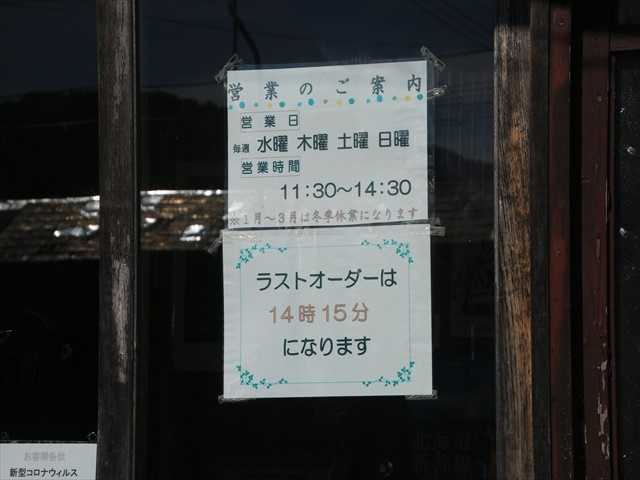 営業のご案内
営業日
毎週 水曜 木曜 土曜 日曜
営業時間
11:30〜14:30
※1月〜3月は冬季休業になります
ラストオーダーは
14時15分
になります
お客様各位
新型コロナウィルス